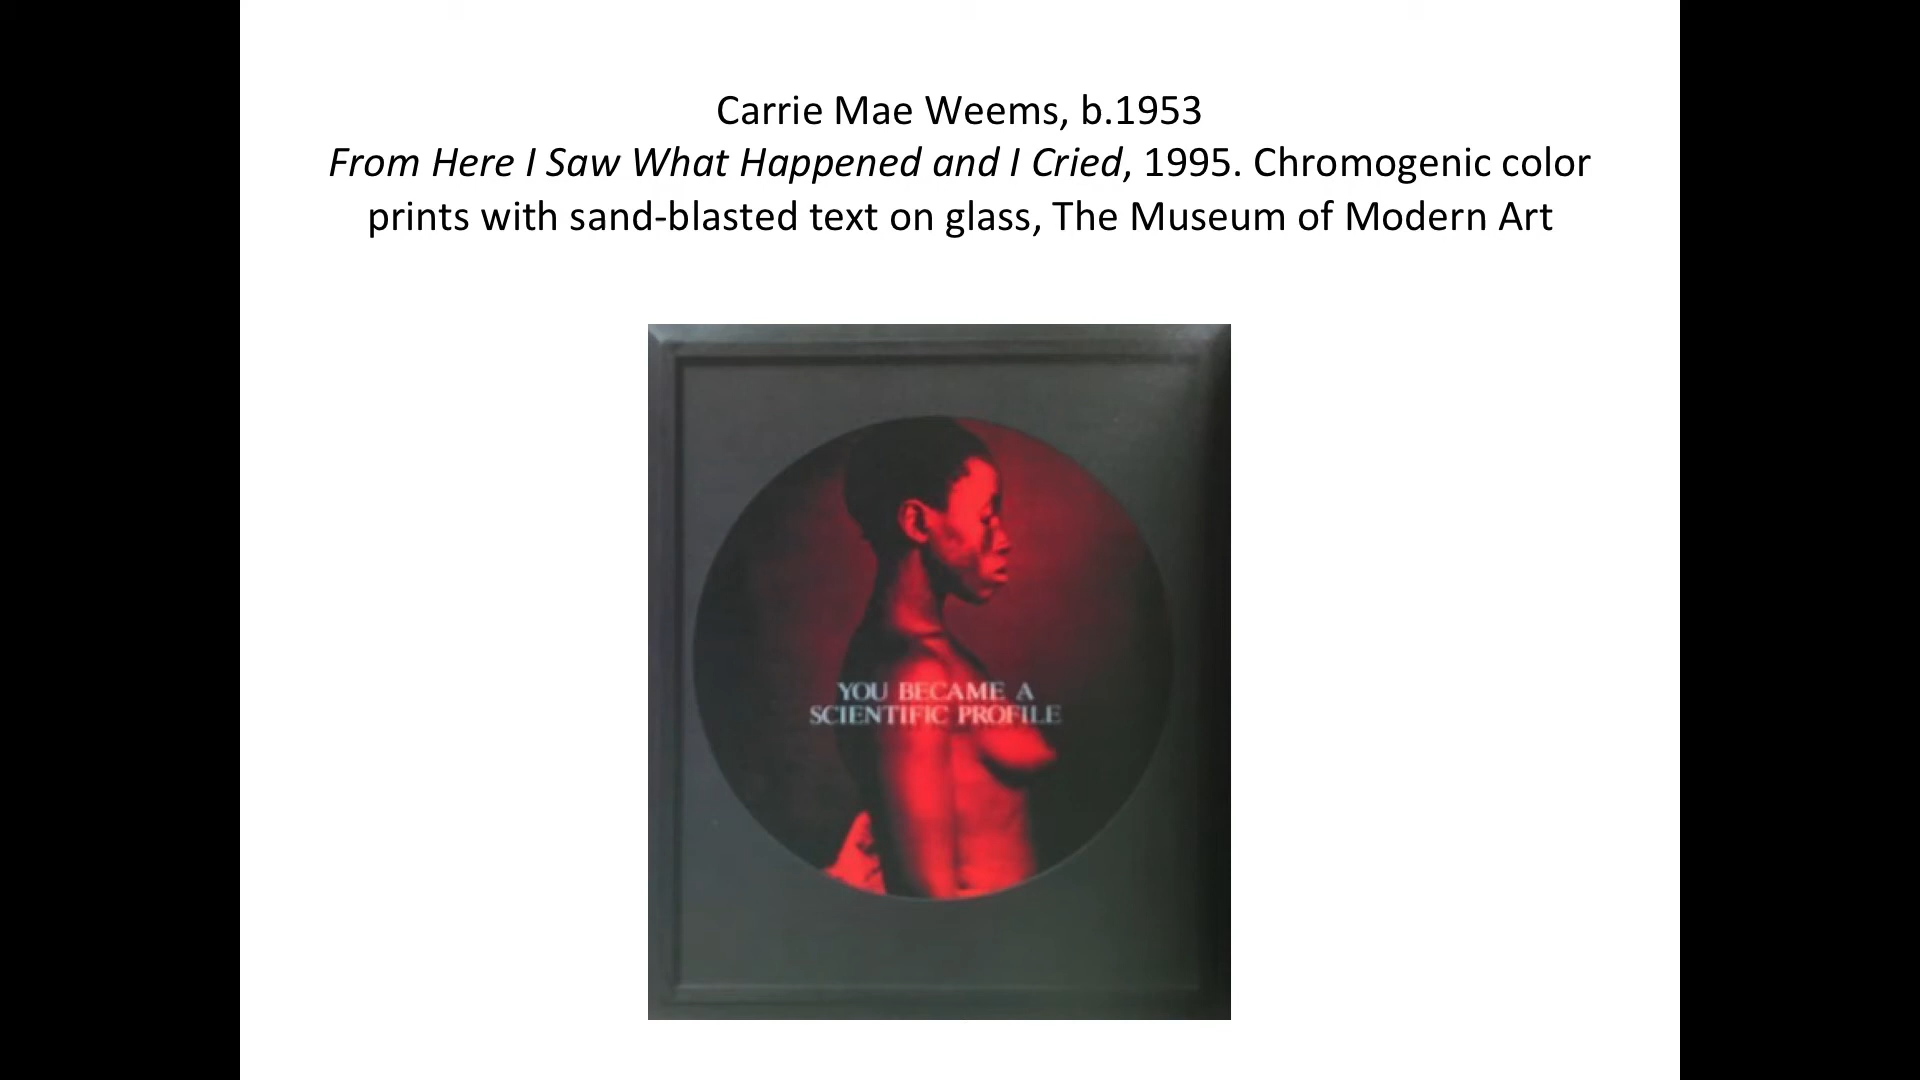 Carrie Mae Weems, b.1953
From Here I Saw What Happened and I Cried, 1995. Chromogenic color
prints with sand-blasted text on glass, The Museum of Modern Art
YOU BECAME A
SCIENTIFIC PROFILE